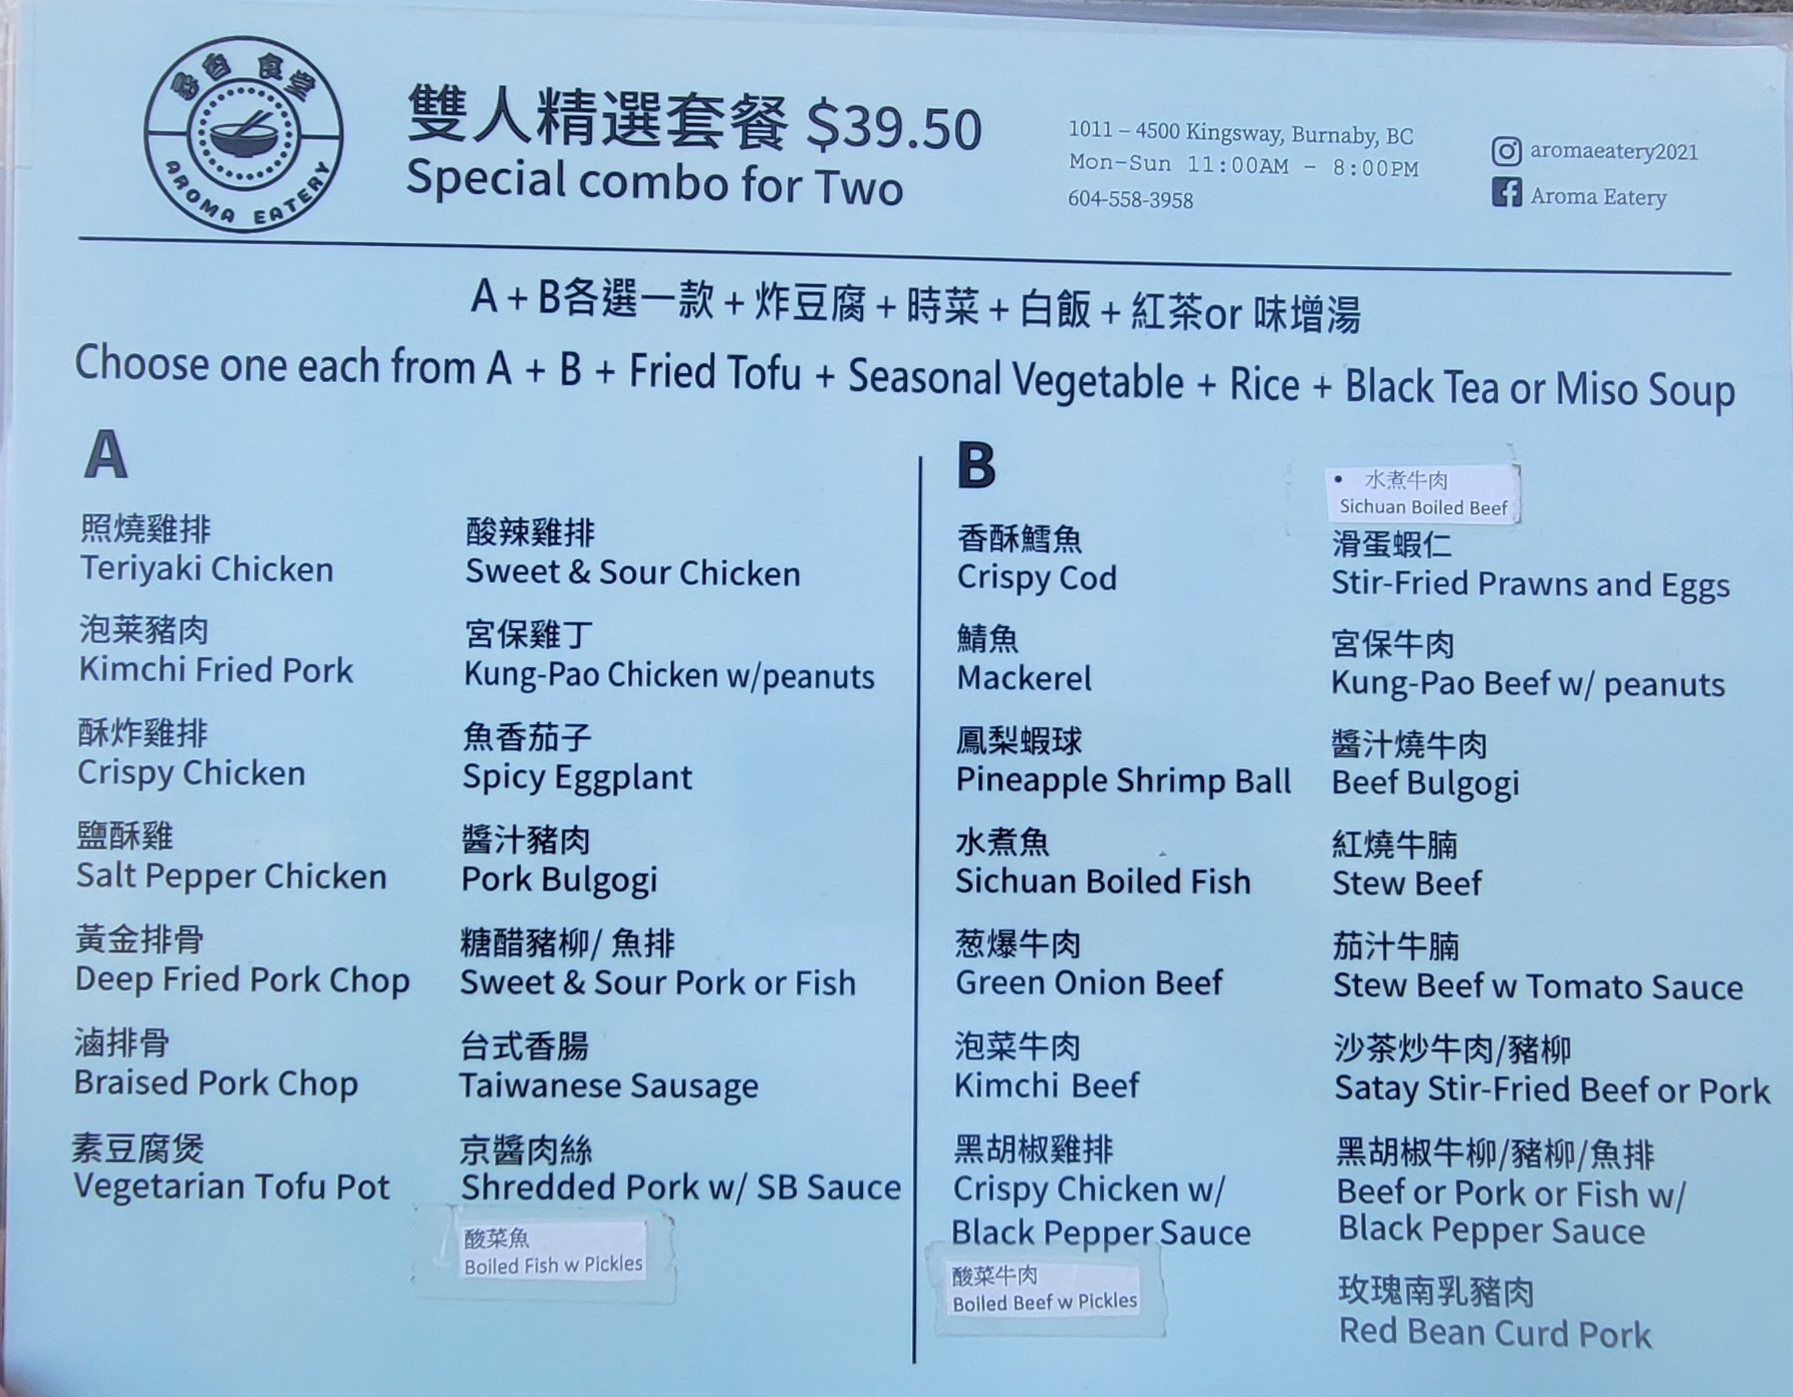 點香 食堂
AROMA EATERY
雙人精選套餐 $39.50
Special combo for Two
1011 – 4500 Kingsway, Burnaby, BC
Mon-Sun 11:00AM - 8:00PM
604-558-3958
aromaeatery2021
Aroma Eatery
A + B各選一款 + 炸豆腐 + 時菜 + 白飯 + 紅茶or 味增湯
Choose one each from A + B + Fried Tofu + Seasonal Vegetable + Rice + Black Tea or Miso Soup
A
照燒雞排
Teriyaki Chicken
泡菜豬肉
Kimchi Fried Pork
酥炸雞排
Crispy Chicken
鹽酥雞
Salt Pepper Chicken
黃金排骨
Deep Fried Pork Chop
滷排骨
Braised Pork Chop
素豆腐煲
Vegetarian Tofu Pot
酸辣雞排
Sweet & Sour Chicken
宮保雞丁
Kung-Pao Chicken w/peanuts
魚香茄子
Spicy Eggplant
醬汁豬肉
Pork Bulgogi
糖醋豬柳/ 魚排
Sweet & Sour Pork or Fish
台式香腸
Taiwanese Sausage
京醬肉絲
Shredded Pork w/ SB Sauce
酸菜魚
Boiled Fish w Pickles
B
香酥鱈魚
Crispy Cod
鯖魚
Mackerel
鳳梨蝦球
Pineapple Shrimp Ball
水煮魚
Sichuan Boiled Fish
葱爆牛肉
Green Onion Beef
泡菜牛肉
Kimchi Beef
黑胡椒雞排
Crispy Chicken w/
Black Pepper Sauce
酸菜牛肉
Boiled Beef w Pickles
• 水煮牛肉
Sichuan Boiled Beef
滑蛋蝦仁
Stir-Fried Prawns and Eggs
宮保牛肉
Kung-Pao Beef w/ peanuts
醬汁燒牛肉
Beef Bulgogi
紅燒牛腩
Stew Beef
茄汁牛腩
Stew Beef w Tomato Sauce
沙茶炒牛肉/豬柳
Satay Stir-Fried Beef or Pork
黑胡椒牛柳/豬柳/魚排
Beef or Pork or Fish w/
Black Pepper Sauce
玫瑰南乳豬肉
Red Bean Curd Pork